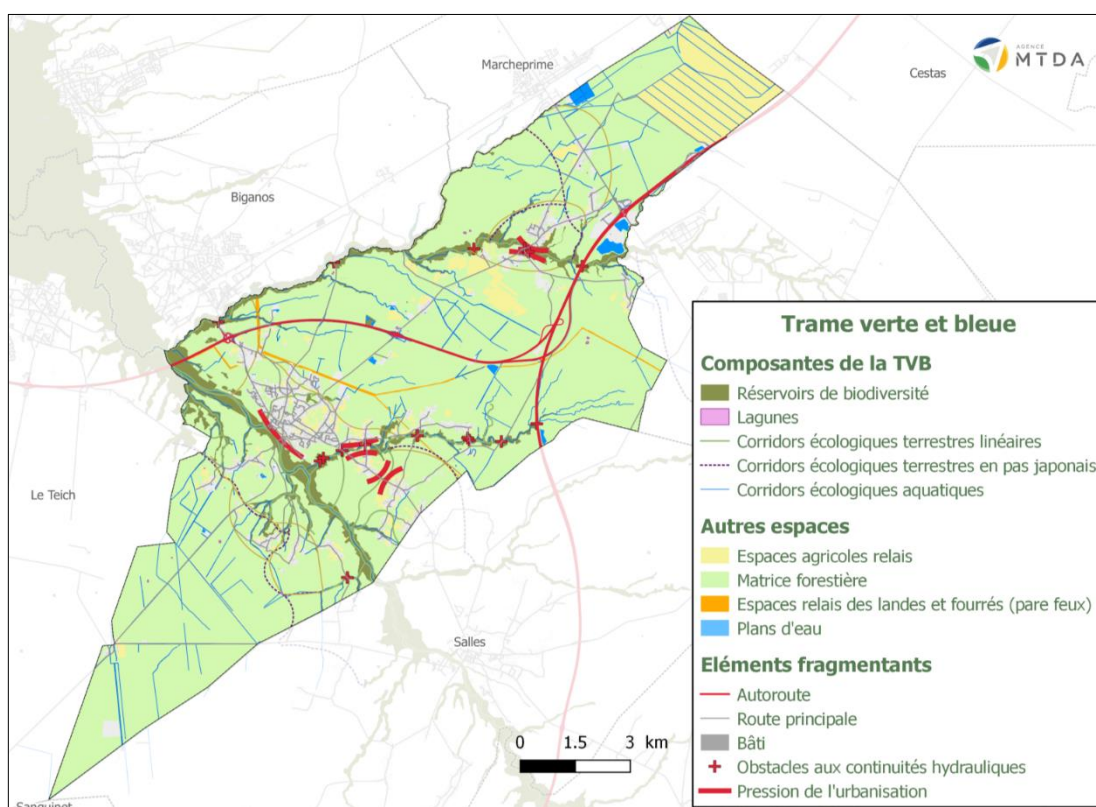 AGENCE
MTDA
Marcheprime
Cestas
Biganos
Le Teich
Salles
Sanguinet
0 1.5 3 km
Trame verte et bleue
Composantes de la TVB
Réservoirs de biodiversité
Lagunes
Corridors écologiques terrestres linéaires
Corridors écologiques terrestres en pas japonais
Corridors écologiques aquatiques
Autres espaces
Espaces agricoles relais
Matrice forestière
Espaces relais des landes et fourrés (pare feux)
Plans d'eau
Eléments fragmentants
Autoroute
Route principale
Bâti
Obstacles aux continuités hydrauliques
Pression de l'urbanisation